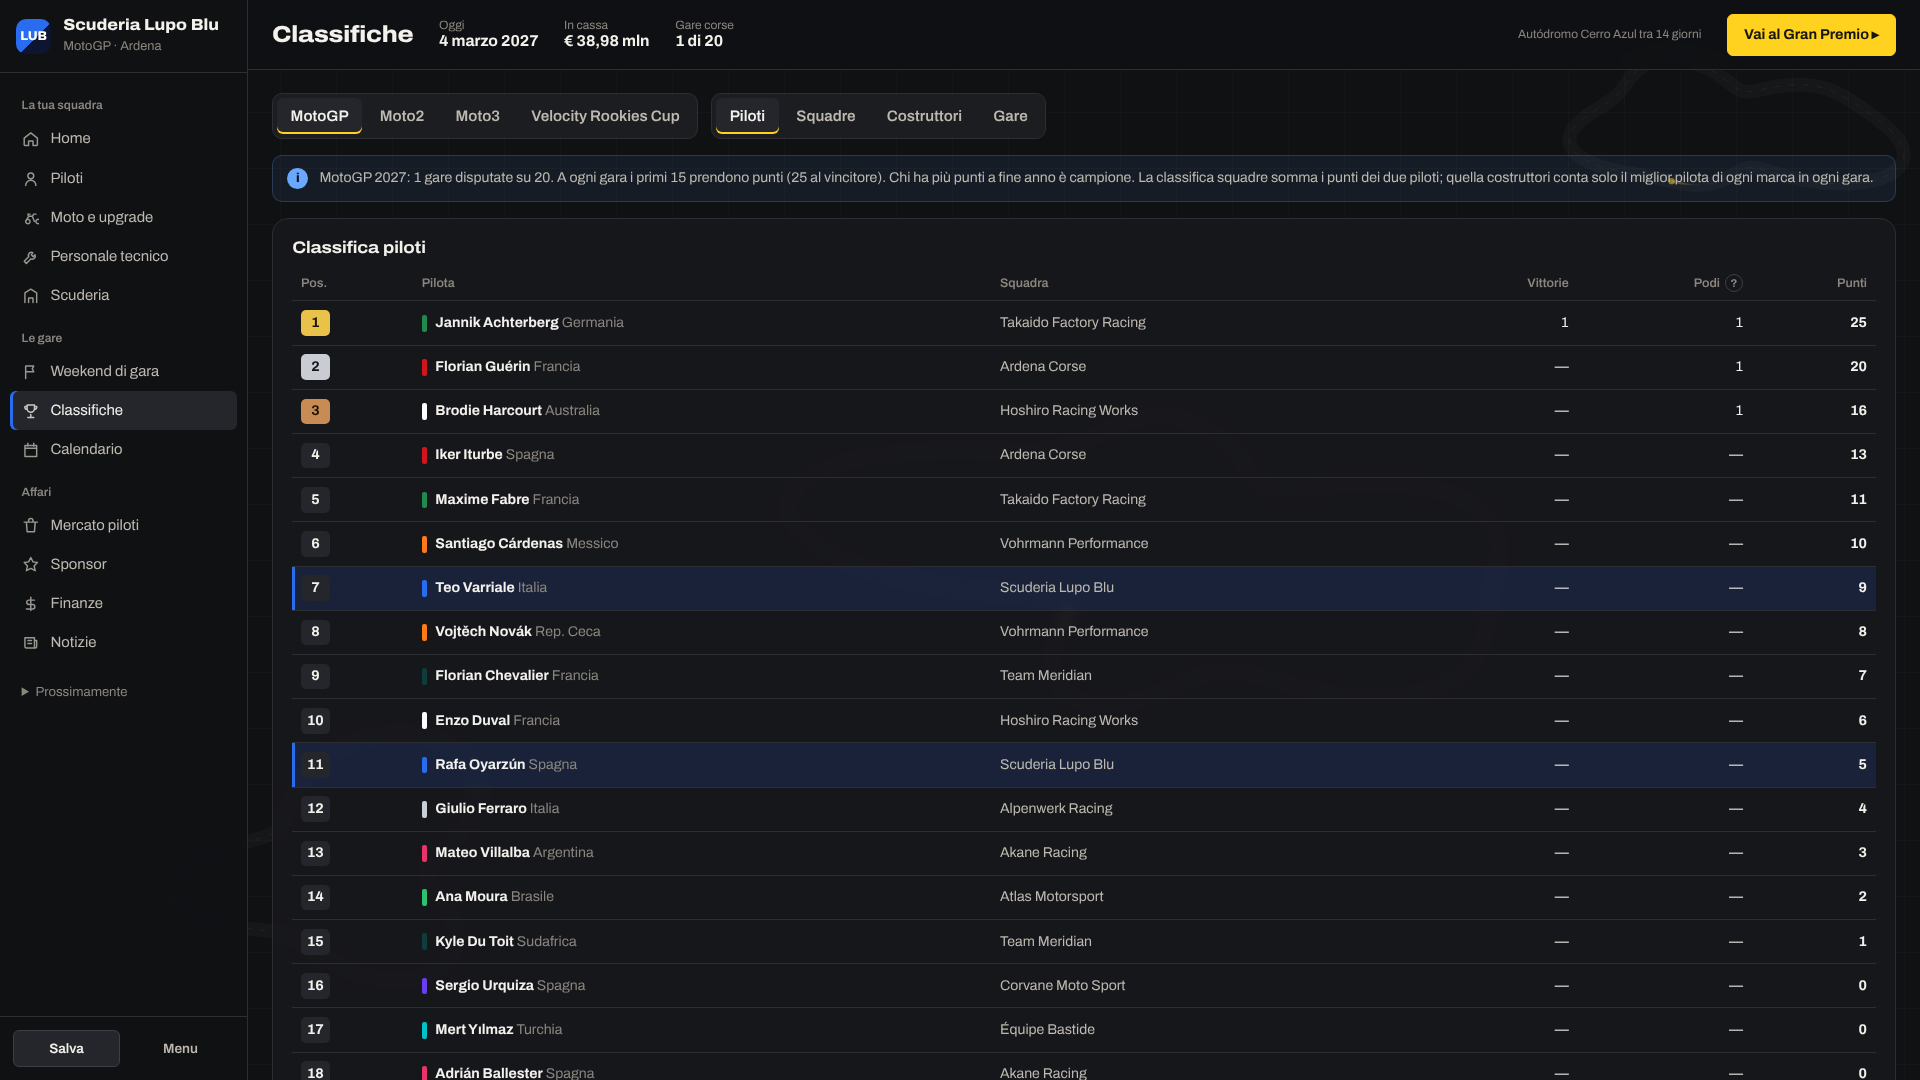 LUB
Scuderia Lupo Blu
MotoGP · Ardena
La tua squadra
Home
Piloti
Moto e upgrade
Personale tecnico
Scuderia
Le gare
Weekend di gara
Classifiche
Calendario
Affari
Mercato piloti
Sponsor
Finanze
Notizie
Prossimamente
Salva
Menu
Classifiche
Oggi
4 marzo 2027
In cassa
€ 38,98 mln
Gare corse
1 di 20
Autódromo Cerro Azul tra 14 giorni
Vai al Gran Premio ▸
MotoGP Moto2 Moto3 Velocity Rookies Cup
Piloti Squadre Costruttori Gare
i MotoGP 2027: 1 gare disputate su 20. A ogni gara i primi 15 prendono punti (25 al vincitore). Chi ha più punti a fine anno è campione. La classifica squadre somma i punti dei due piloti; quella costruttori conta solo il miglior pilota di ogni marca in ogni gara.
Classifica piloti
Pos. Pilota Squadra Vittorie Podi ? Punti
1 Jannik Achterberg Germania Takaido Factory Racing 1 1 25
2 Florian Guérin Francia Ardena Corse — 1 20
3 Brodie Harcourt Australia Hoshiro Racing Works — 1 16
4 Iker Iturbe Spagna Ardena Corse — — 13
5 Maxime Fabre Francia Takaido Factory Racing — — 11
6 Santiago Cárdenas Messico Vohrmann Performance — — 10
7 Teo Varriale Italia Scuderia Lupo Blu — — 9
8 Vojtěch Novák Rep. Ceca Vohrmann Performance — — 8
9 Florian Chevalier Francia Team Meridian — — 7
10 Enzo Duval Francia Hoshiro Racing Works — — 6
11 Rafa Oyarzún Spagna Scuderia Lupo Blu — — 5
12 Giulio Ferraro Italia Alpenwerk Racing — — 4
13 Mateo Villalba Argentina Akane Racing — — 3
14 Ana Moura Brasile Atlas Motorsport — — 2
15 Kyle Du Toit Sudafrica Team Meridian — — 1
16 Sergio Urquiza Spagna Corvane Moto Sport — — 0
17 Mert Yılmaz Turchia Équipe Bastide — — 0
18 Adrián Ballester Spagna Akane Racing — — 0